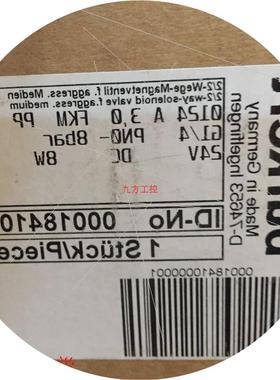 2/2-Wege-Magnetventil f. aggress. Medien
2/2-way-solenoid valve f.aggress. medium
0124 A 3,0 FKM PP
G1/4 PN0-8bar
24V DC 8W
九方工控
ID-No 00018410
1 Stück/Piece
Made in Germany
D-74653 Ingelfingen